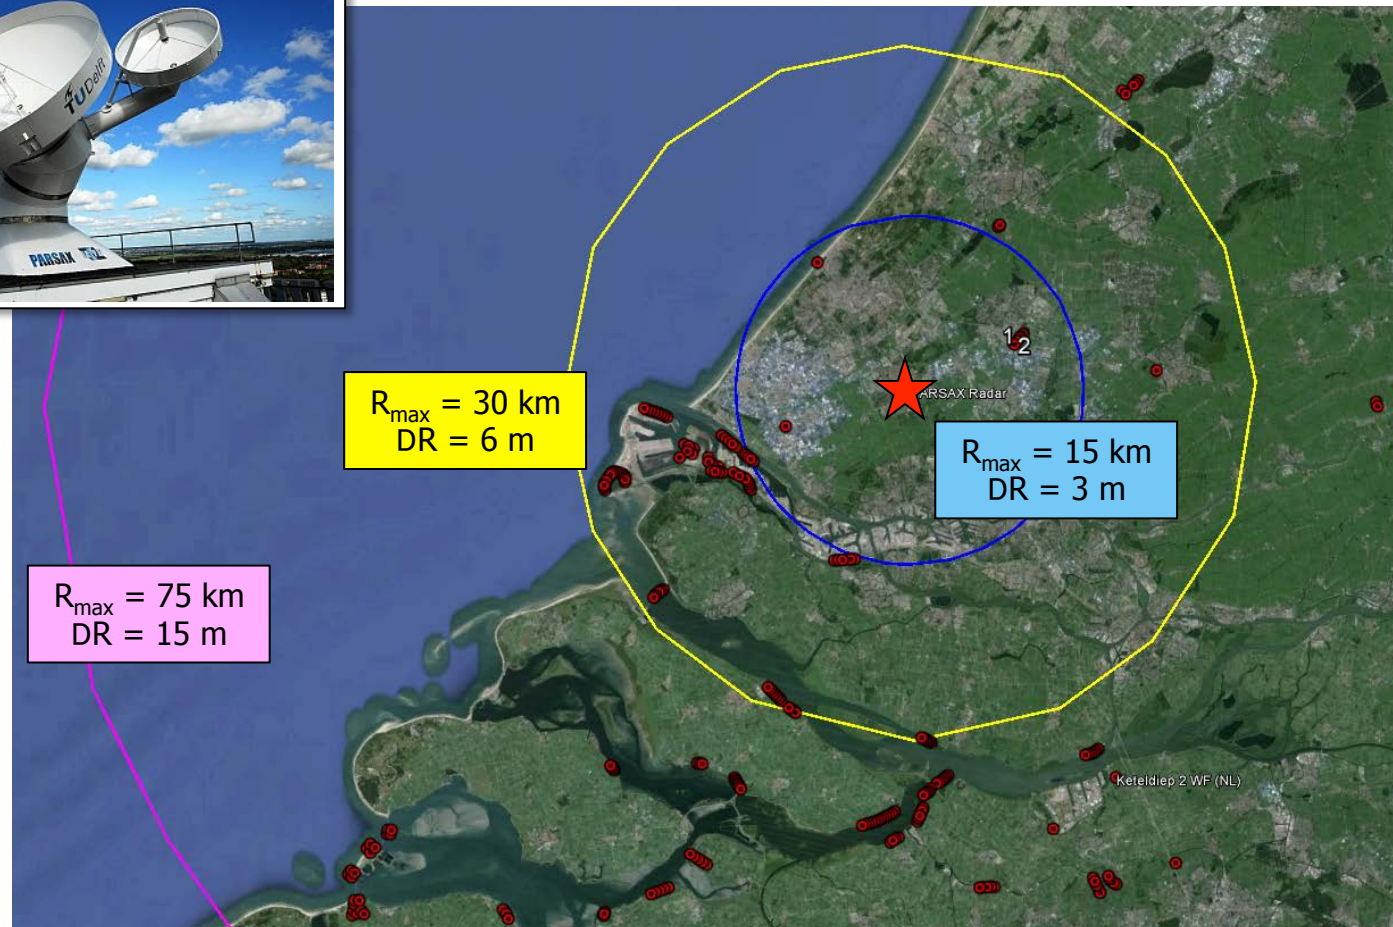 TUDelft
PARSAX
1
2
ARSAX Radar
Rmax = 30 km
DR = 6 m
Rmax = 15 km
DR = 3 m
Rmax = 75 km
DR = 15 m
Keteldiep 2 WF (NL)